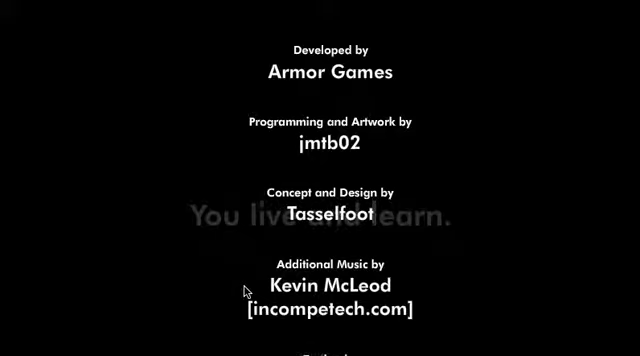 Developed by
Armor Games
Programming and Artwork by
jmtb02
Concept and Design by
Tasselfoot
You live and learn.
Additional Music by
Kevin McLeod
[incompetech.com]